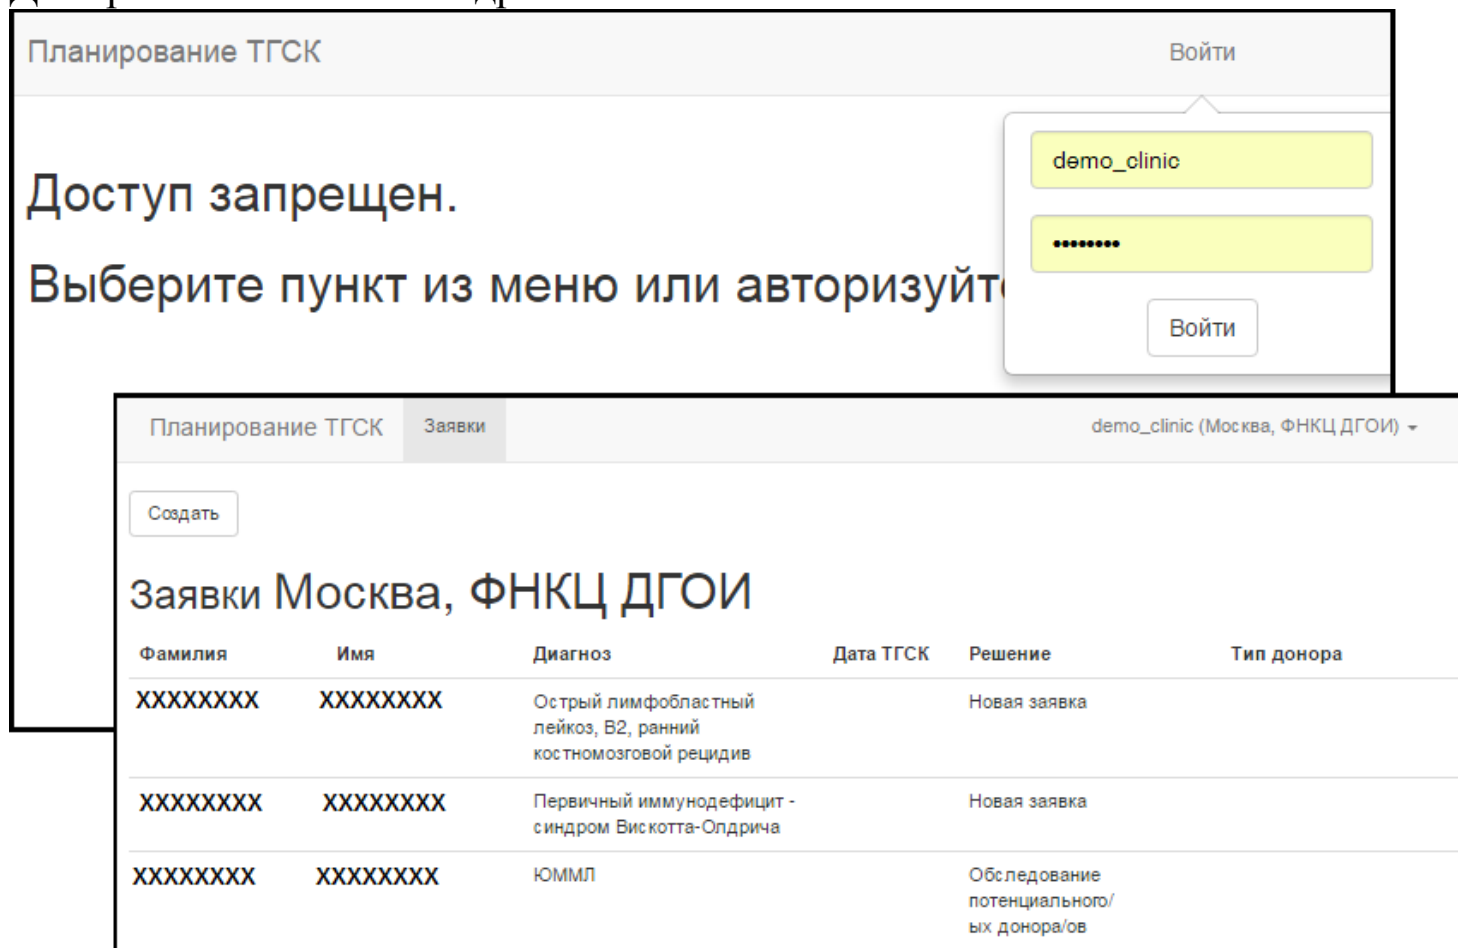 Планирование ТГСК
Войти
demo_clinic
••••••••
Войти
Доступ запрещен.
Выберите пункт из меню или авторизуйт
Планирование ТГСК
Заявки
demo_clinic (Москва, ФНКЦ ДГОИ)
Создать
Заявки Москва, ФНКЦ ДГОИ
Фамилия Имя Диагноз Дата ТГСК Решение Тип донора
XXXXXXXX XXXXXXXX Острый лимфобластный Новая заявка
лейкоз, В2, ранний
костномозговой рецидив
XXXXXXXX XXXXXXXX Первичный иммунодефицит - Новая заявка
синдром Вискотта-Олдрича
XXXXXXXX XXXXXXXX ЮММЛ Обследование
потенциального/
ых донора/ов